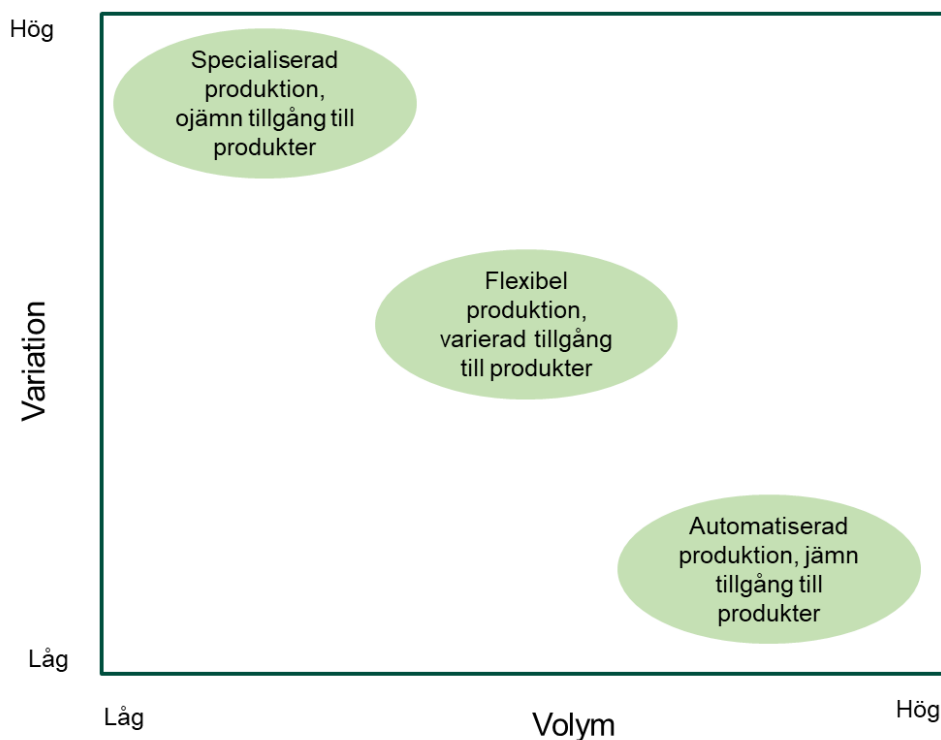 Hög
Specialiserad
produktion,
ojämn tillgång till
produkter
Flexibel
produktion,
varierad tillgång
till produkter
Variation
Automatiserad
produktion, jämn
tillgång till
produkter
Låg
Låg
Volym
Hög